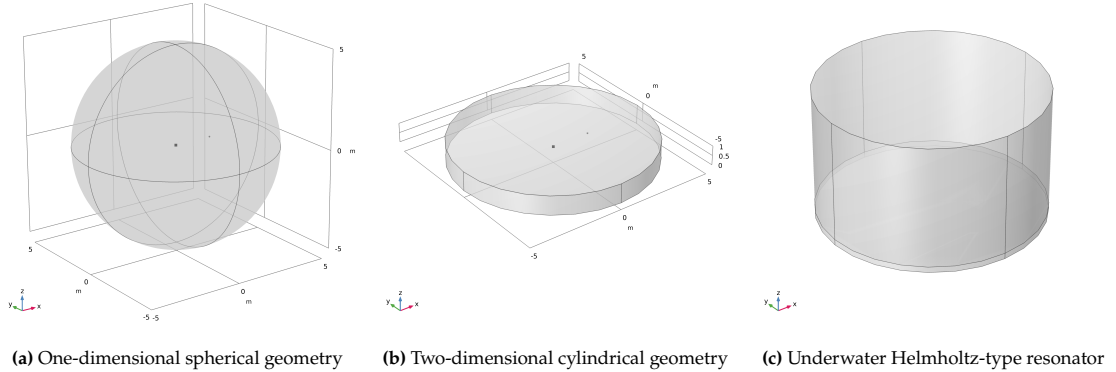 5
0 m
-5
5
0
m
-5
-5
0
m
5
z
y
x
5
m
0
-5
1
0.5
0
5
0
m
-5
z
y
x
z
y
x
(a) One-dimensional spherical geometry
(b) Two-dimensional cylindrical geometry
(c) Underwater Helmholtz-type resonator